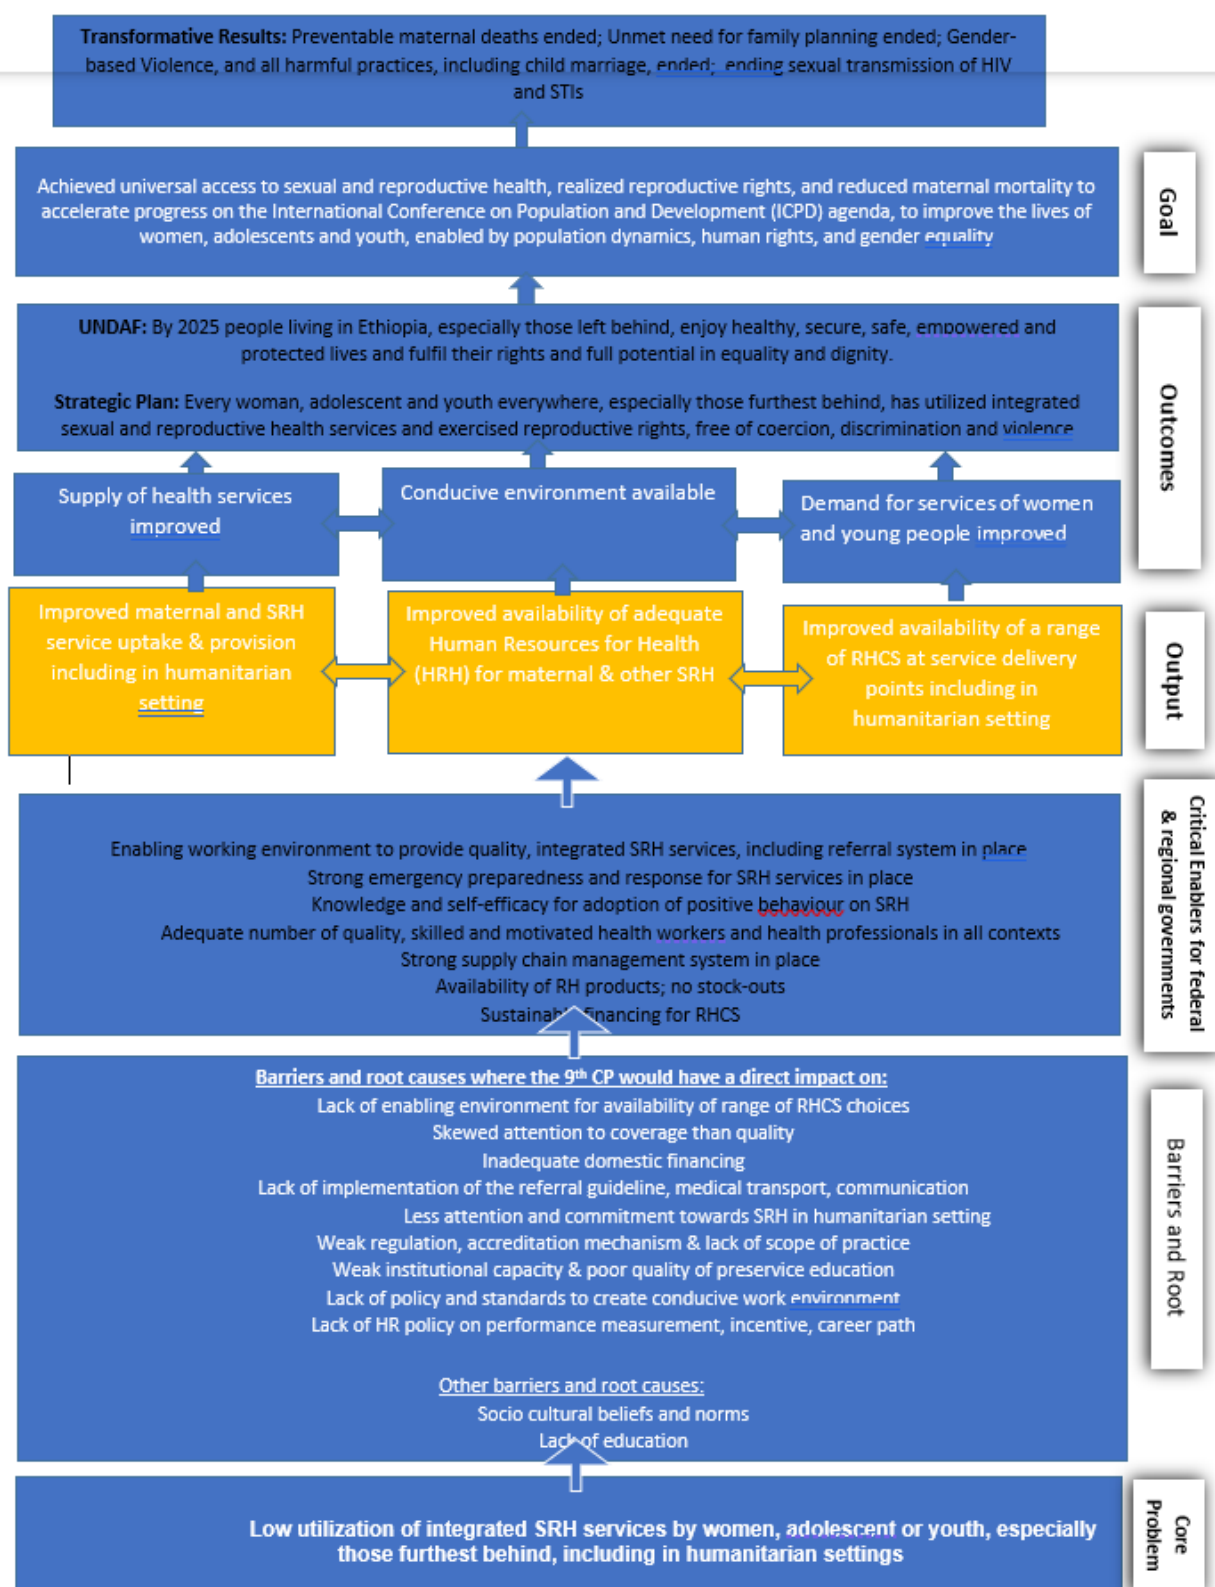 Transformative Results: Preventable maternal deaths ended; Unmet need for family planning ended; Gender-
based Violence, and all harmful practices, including child marriage, ended; ending sexual transmission of HIV
and STIs
Achieved universal access to sexual and reproductive health, realized reproductive rights, and reduced maternal mortality to
accelerate progress on the International Conference on Population and Development (ICPD) agenda, to improve the lives of
women, adolescents and youth, enabled by population dynamics, human rights, and gender equality
Goal
UNDAF: By 2025 people living in Ethiopia, especially those left behind, enjoy healthy, secure, safe, empowered and
protected lives and fulfil their rights and full potential in equality and dignity.
Strategic Plan: Every woman, adolescent and youth everywhere, especially those furthest behind, has utilized integrated
sexual and reproductive health services and exercised reproductive rights, free of coercion, discrimination and violence
Outcomes
Supply of health services
improved
Conducive environment available
Demand for services of women
and young people improved
Improved maternal and SRH
service uptake & provision
including in humanitarian
setting
Improved availability of adequate
Human Resources for Health
(HRH) for maternal & other SRH
Improved availability of a range
of RHCS at service delivery
points including in
humanitarian setting
Output
Enabling working environment to provide quality, integrated SRH services, including referral system in place
Strong emergency preparedness and response for SRH services in place
Knowledge and self-efficacy for adoption of positive behaviour on SRH
Adequate number of quality, skilled and motivated health workers and health professionals in all contexts
Strong supply chain management system in place
Availability of RH products; no stock-outs
Sustainable financing for RHCS
Critical Enablers for federal
& regional governments
Barriers and root causes where the 9th CP would have a direct impact on:
Lack of enabling environment for availability of range of RHCS choices
Skewed attention to coverage than quality
Inadequate domestic financing
Lack of implementation of the referral guideline, medical transport, communication
Less attention and commitment towards SRH in humanitarian setting
Weak regulation, accreditation mechanism & lack of scope of practice
Weak institutional capacity & poor quality of preservice education
Lack of policy and standards to create conducive work environment
Lack of HR policy on performance measurement, incentive, career path
Other barriers and root causes:
Socio cultural beliefs and norms
Lack of education
Barriers and Root
Low utilization of integrated SRH services by women, adolescent or youth, especially
those furthest behind, including in humanitarian settings
Core
Problem